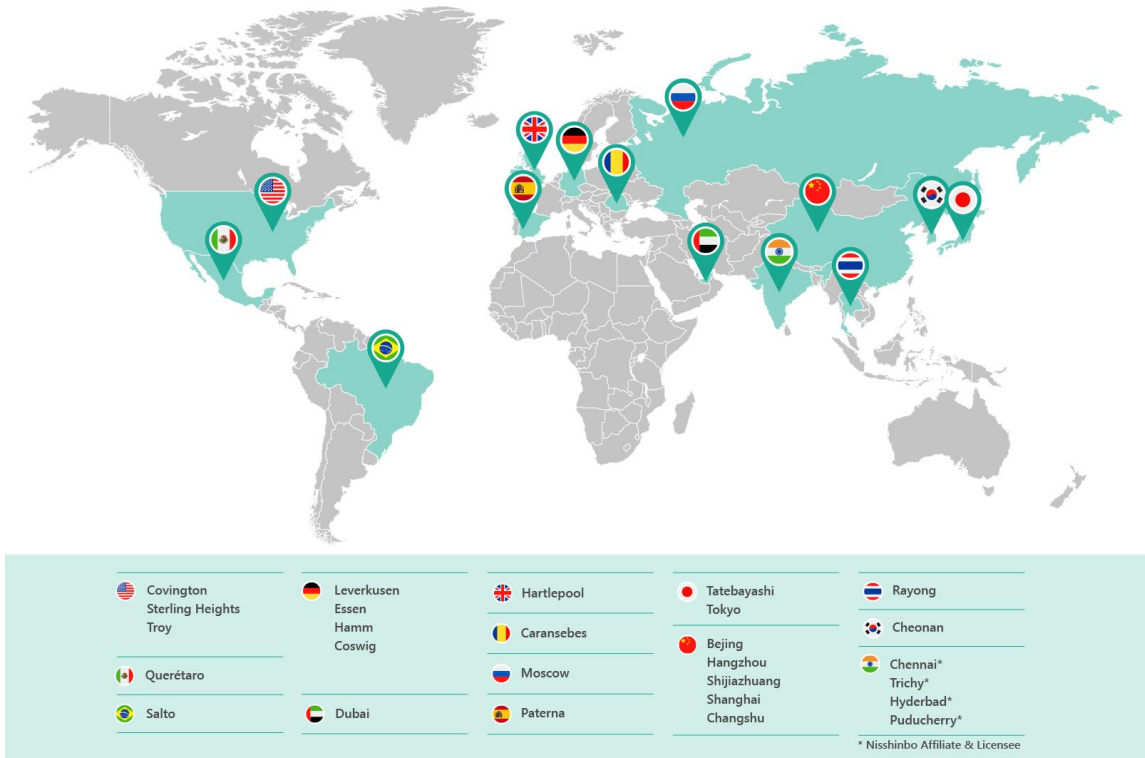 Covington
Sterling Heights
Troy
Querétaro
Salto
Leverkusen
Essen
Hamm
Coswig
Dubai
Hartlepool
Caransebes
Moscow
Paterna
Tatebayashi
Tokyo
Bejing
Hangzhou
Shijiazhuang
Shanghai
Changshu
Rayong
Cheonan
Chennai*
Trichy*
Hyderbad*
Puducherry*
* Nisshinbo Affiliate & Licensee